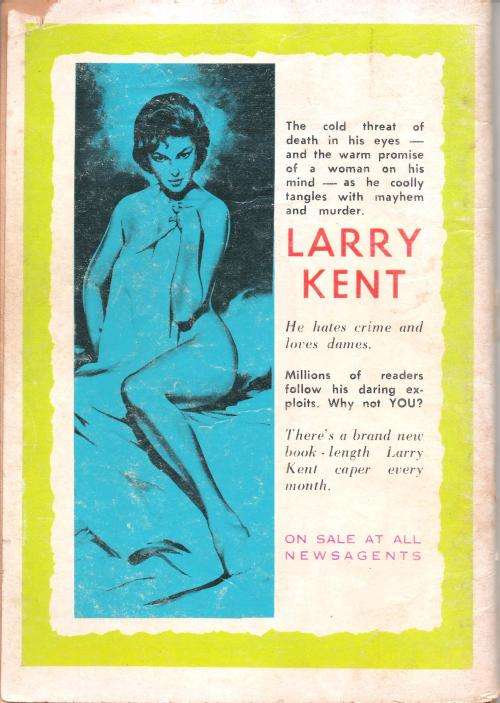 The cold threat of
death in his eyes —
and the warm promise
of a woman on his
mind — as he coolly
tangles with mayhem
and murder.
LARRY
KENT
He hates crime and
loves dames.
Millions of readers
follow his daring ex-
ploits. Why not YOU?
There's a brand new
book - length Larry
Kent caper every
month.
ON SALE AT ALL
NEWSAGENTS